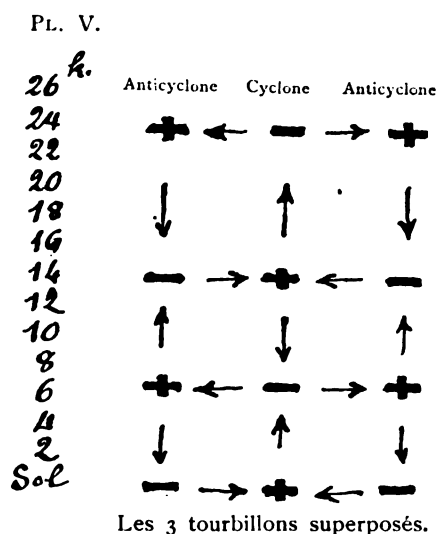 PL. V.
26 k.
Anticyclone Cyclone Anticyclone
24
22
20
18
16
14
12
10
8
6
4
2
Sol
Les 3 tourbillons superposés.